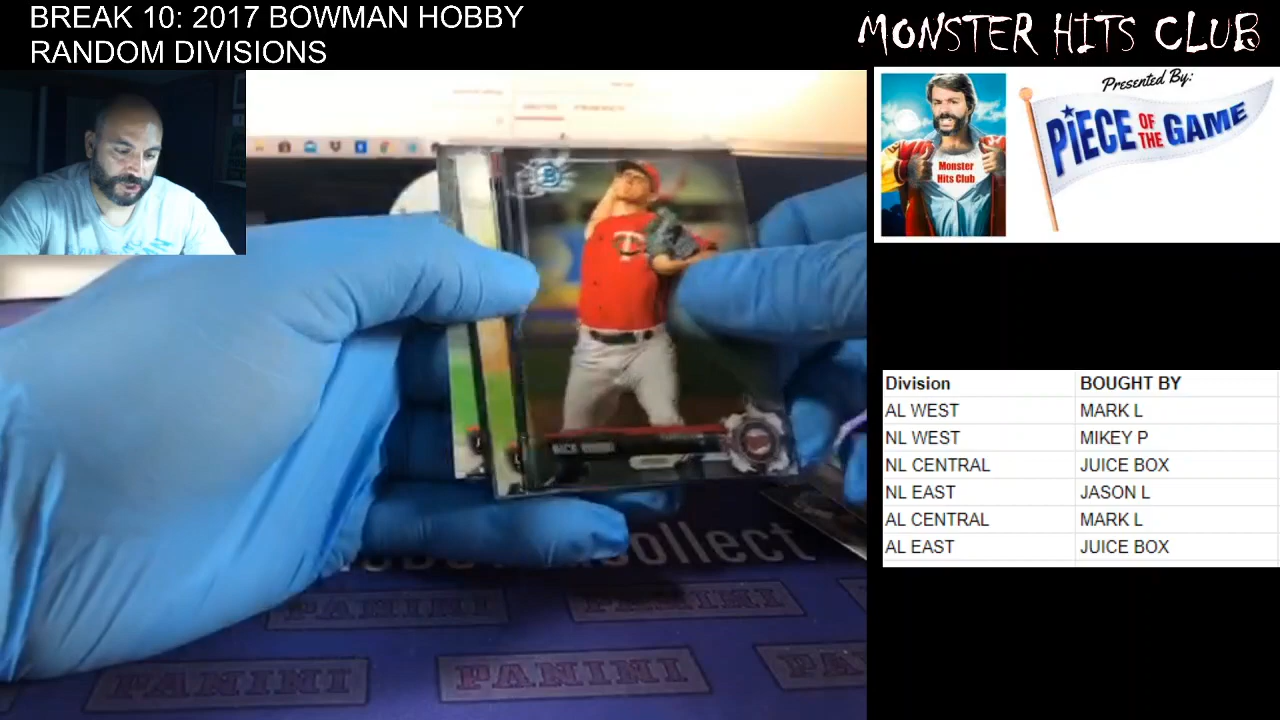 BREAK 10: 2017 BOWMAN HOBBY
RANDOM DIVISIONS
MONSTER HITS CLUB
Presented By:
PIECE OF THE GAME
Monster
Hits Club
T
Division BOUGHT BY
AL WEST MARK L
NL WEST MIKEY P
NL CENTRAL JUICE BOX
NL EAST JASON L
AL CENTRAL MARK L
AL EAST JUICE BOX
ollect
PANINI PANINI
PANINI PANINI PANINI